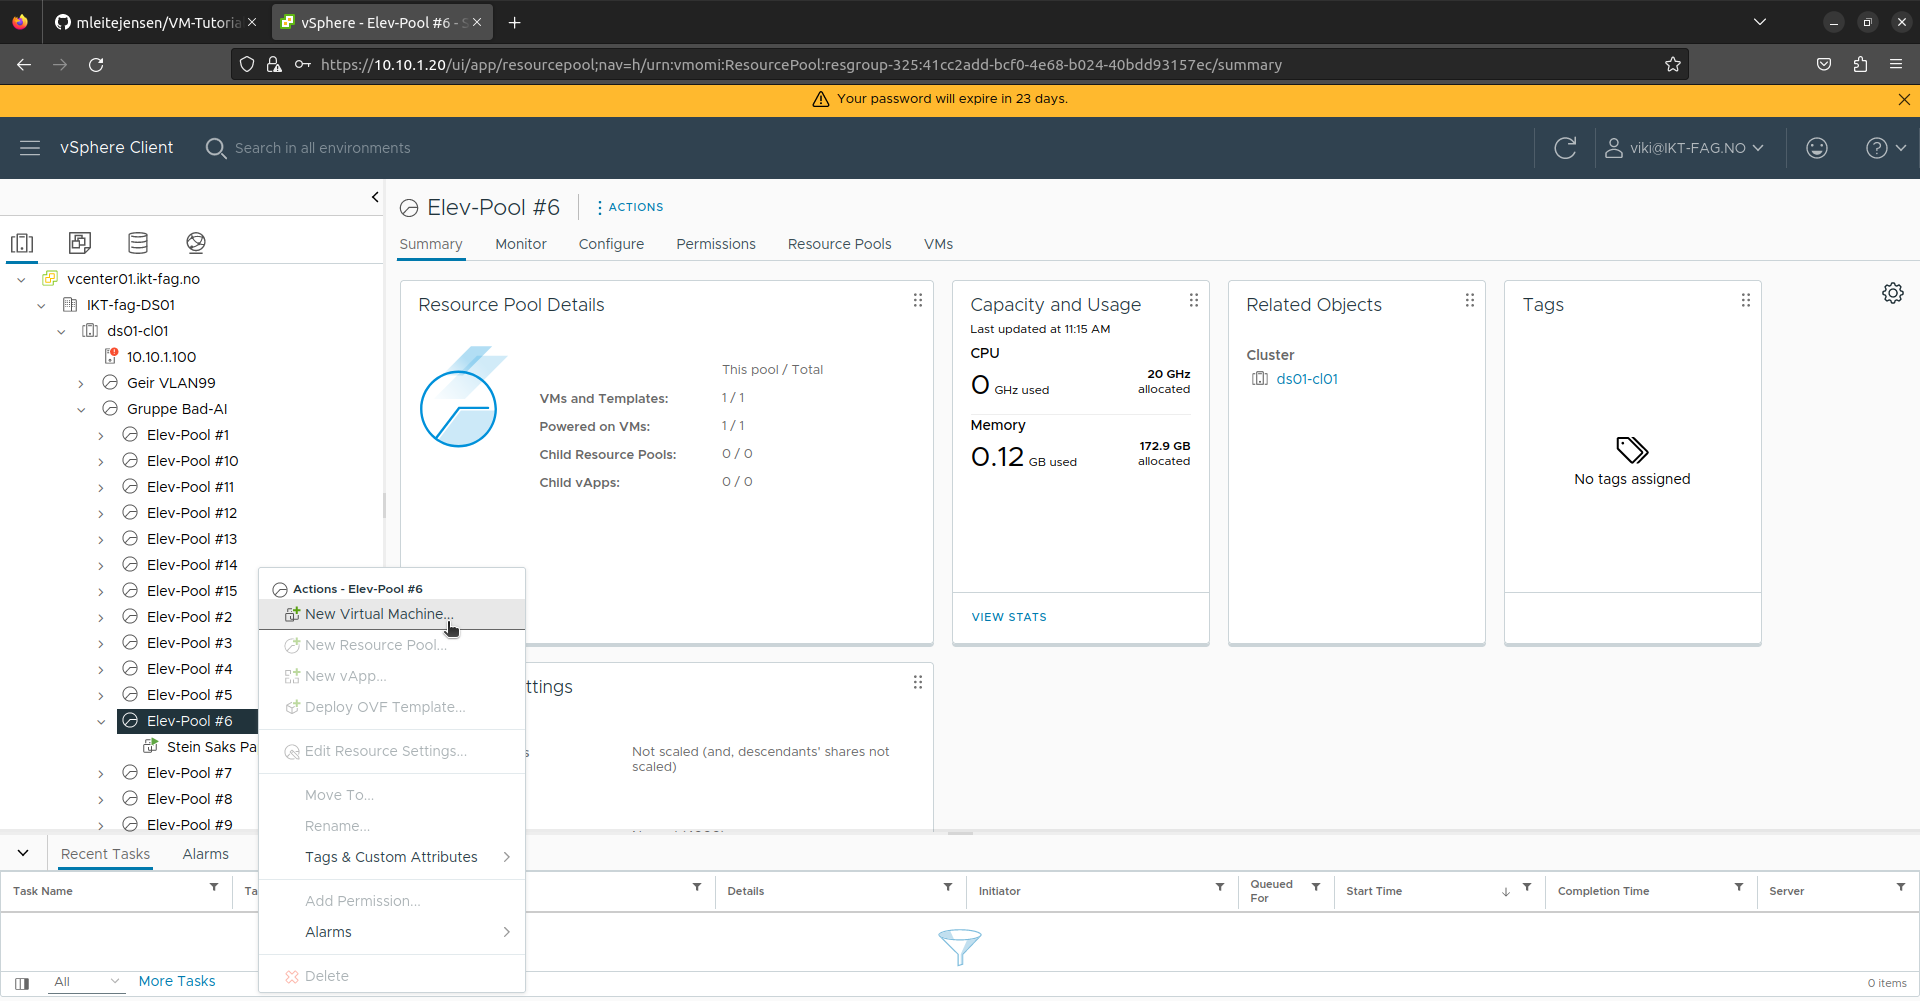 mleitejensen/VM-Tutoria
vSphere - Elev-Pool #6 - S
https://10.10.1.20/ui/app/resourcepool;nav=h/urn:vmomi:ResourcePool:resgroup-325:41cc2add-bcf0-4e68-b024-40bdd93157ec/summary
Your password will expire in 23 days.
vSphere Client
Search in all environments
viki@IKT-FAG.NO
Elev-Pool #6
ACTIONS
Summary Monitor Configure Permissions Resource Pools VMs
vcenter01.ikt-fag.no
IKT-fag-DS01
ds01-cl01
10.10.1.100
Geir VLAN99
Gruppe Bad-AI
Elev-Pool #1
Elev-Pool #10
Elev-Pool #11
Elev-Pool #12
Elev-Pool #13
Elev-Pool #14
Elev-Pool #15
Elev-Pool #2
Elev-Pool #3
Elev-Pool #4
Elev-Pool #5
Elev-Pool #6
Stein Saks Pa
Elev-Pool #7
Elev-Pool #8
Elev-Pool #9
Actions - Elev-Pool #6
New Virtual Machine...
New Resource Pool...
New vApp...
Deploy OVF Template...
Edit Resource Settings...
Move To...
Rename...
Tags & Custom Attributes
Add Permission...
Alarms
Delete
Resource Pool Details
This pool / Total
VMs and Templates: 1 / 1
Powered on VMs: 1 / 1
Child Resource Pools: 0 / 0
Child vApps: 0 / 0
Capacity and Usage
Last updated at 11:15 AM
CPU
0 GHz used
20 GHz
allocated
Memory
0.12 GB used
172.9 GB
allocated
VIEW STATS
Related Objects
Cluster
ds01-cl01
Tags
No tags assigned
ttings
s
Not scaled (and, descendants' shares not
scaled)
Recent Tasks Alarms
Task Name
Ta
Details
Initiator
Queued
For
Start Time
Completion Time
Server
All
More Tasks
0 items